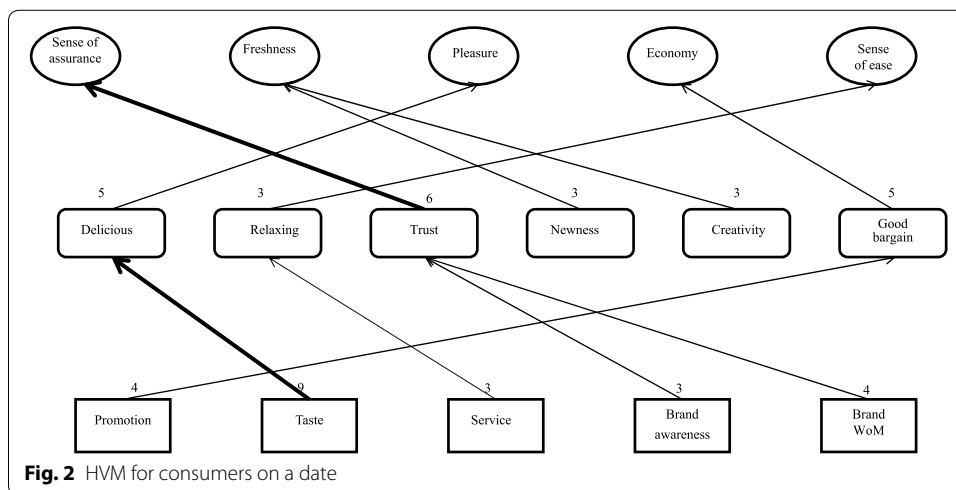 Sense of
assurance
Freshness
Pleasure
Economy
Sense
of ease
5
3
6
3
3
5
Delicious
Relaxing
Trust
Newness
Creativity
Good
bargain
4
9
3
3
4
Promotion
Taste
Service
Brand
awareness
Brand
WoM
Fig. 2 HVM for consumers on a date